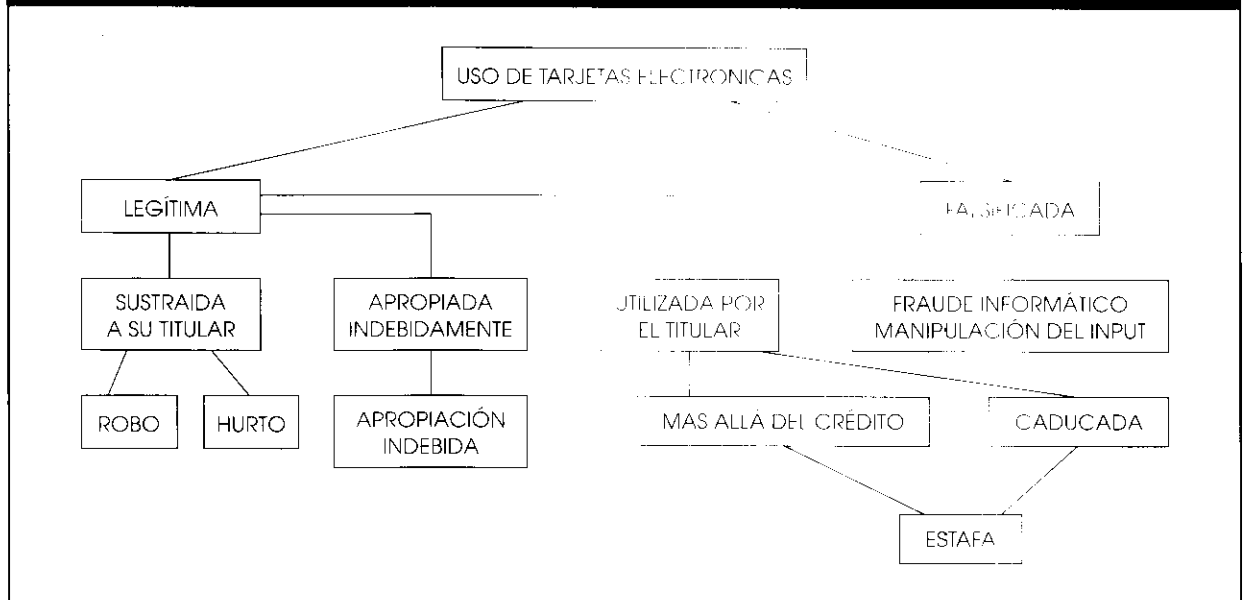 USO DE TARJETAS ELECTRONICAS
LEGÍTIMA
FALSIFICADA
SUSTRAIDA
A SU TITULAR
APROPIADA
INDEBIDAMENTE
UTILIZADA POR
EL TITULAR
FRAUDE INFORMÁTICO
MANIPULACIÓN DEL INPUT
ROBO
HURTO
APROPIACIÓN
INDEBIDA
MAS ALLÁ DEL CRÉDITO
CADUCADA
ESTAFA